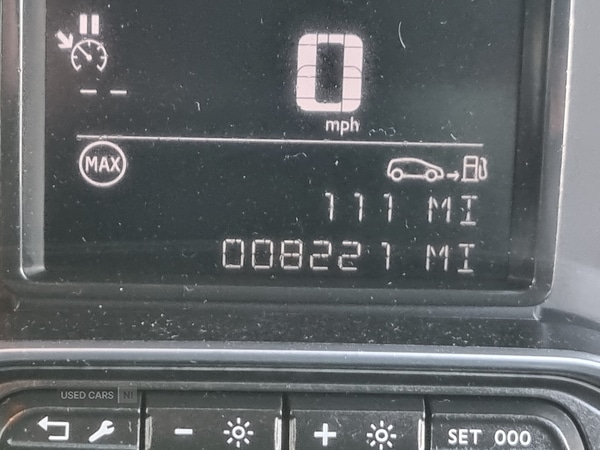 0
mph
MAX
111 MI
008221 MI
USED CARS NI
- + SET 000